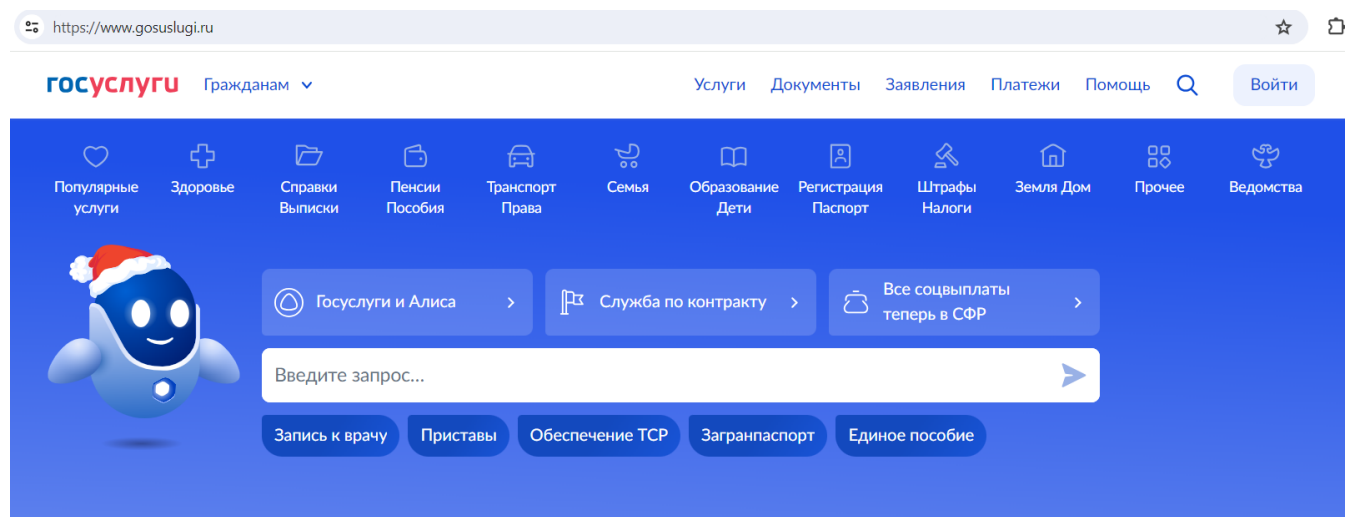 https://www.gosuslugi.ru
госуслуги Гражданам Услуги Документы Заявления Платежи Помощь Войти
Популярные услуги
Здоровье
Справки Выписки
Пенсии Пособия
Транспорт Права
Семья
Образование Дети
Регистрация Паспорт
Штрафы Налоги
Земля Дом
Прочее
Ведомства
Госуслуги и Алиса
Служба по контракту
Все соцвыплаты
теперь в СФР
Введите запрос...
Запись к врачу Приставы Обеспечение ТСР Загранпаспорт Единое пособие